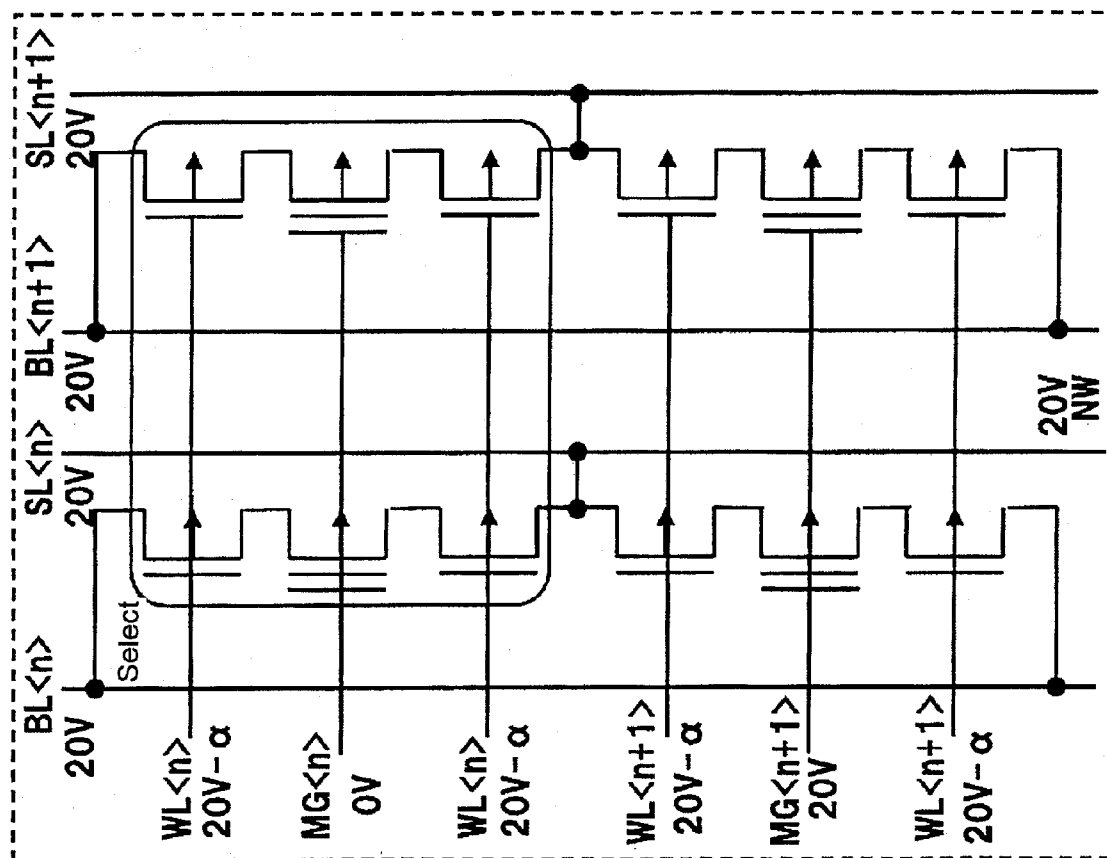 BL<n>
20V
SL<n>
20V
BL<n+1>
20V
SL<n+1>
20V
Select
WL<n>
20V-α
MG<n>
0V
WL<n>
20V-α
WL<n+1>
20V-α
MG<n+1>
20V
WL<n+1>
20V-α
20V
NW